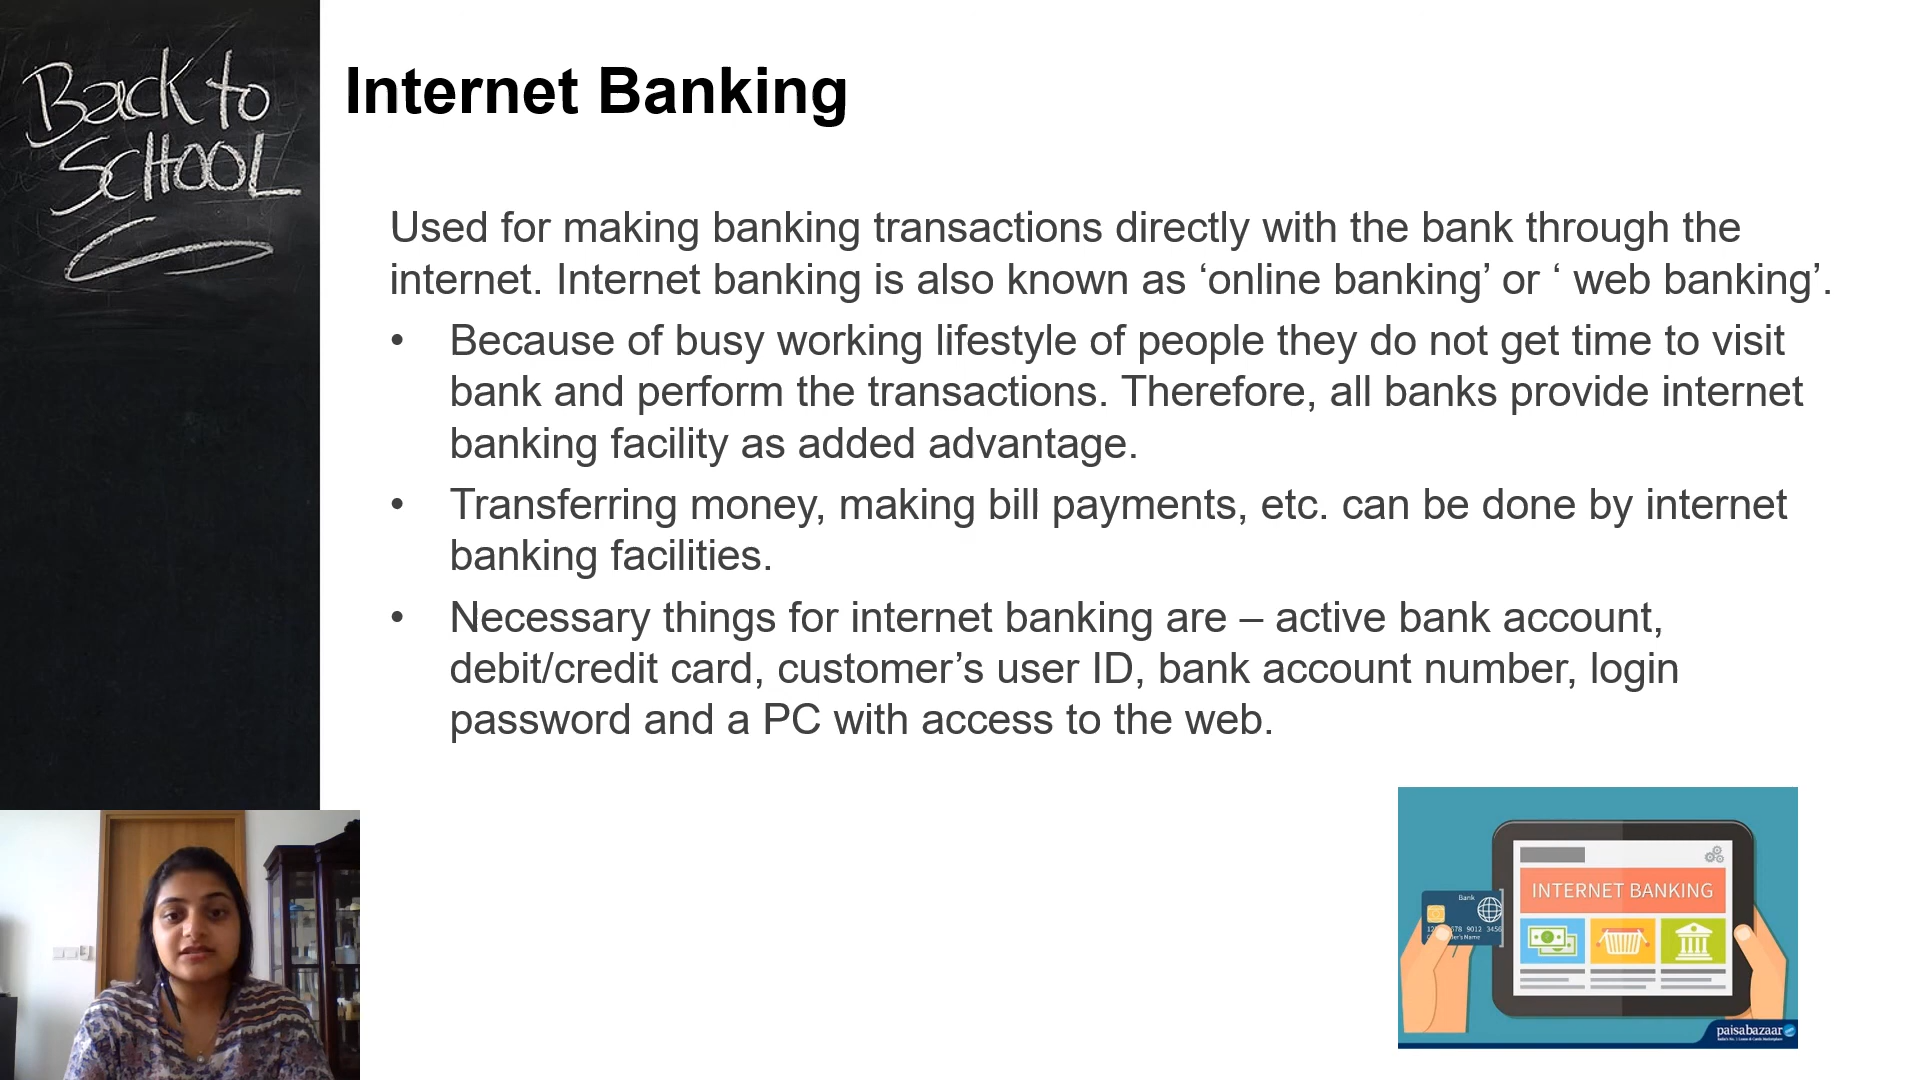 Back to
SCHOOL
Internet Banking
Used for making banking transactions directly with the bank through the
internet. Internet banking is also known as ‘online banking’ or ‘ web banking’.
• Because of busy working lifestyle of people they do not get time to visit
bank and perform the transactions. Therefore, all banks provide internet
banking facility as added advantage.
• Transferring money, making bill payments, etc. can be done by internet
banking facilities.
• Necessary things for internet banking are – active bank account,
debit/credit card, customer’s user ID, bank account number, login
password and a PC with access to the web.
INTERNET BANKING
Bank
9012 3456
paisabazaar